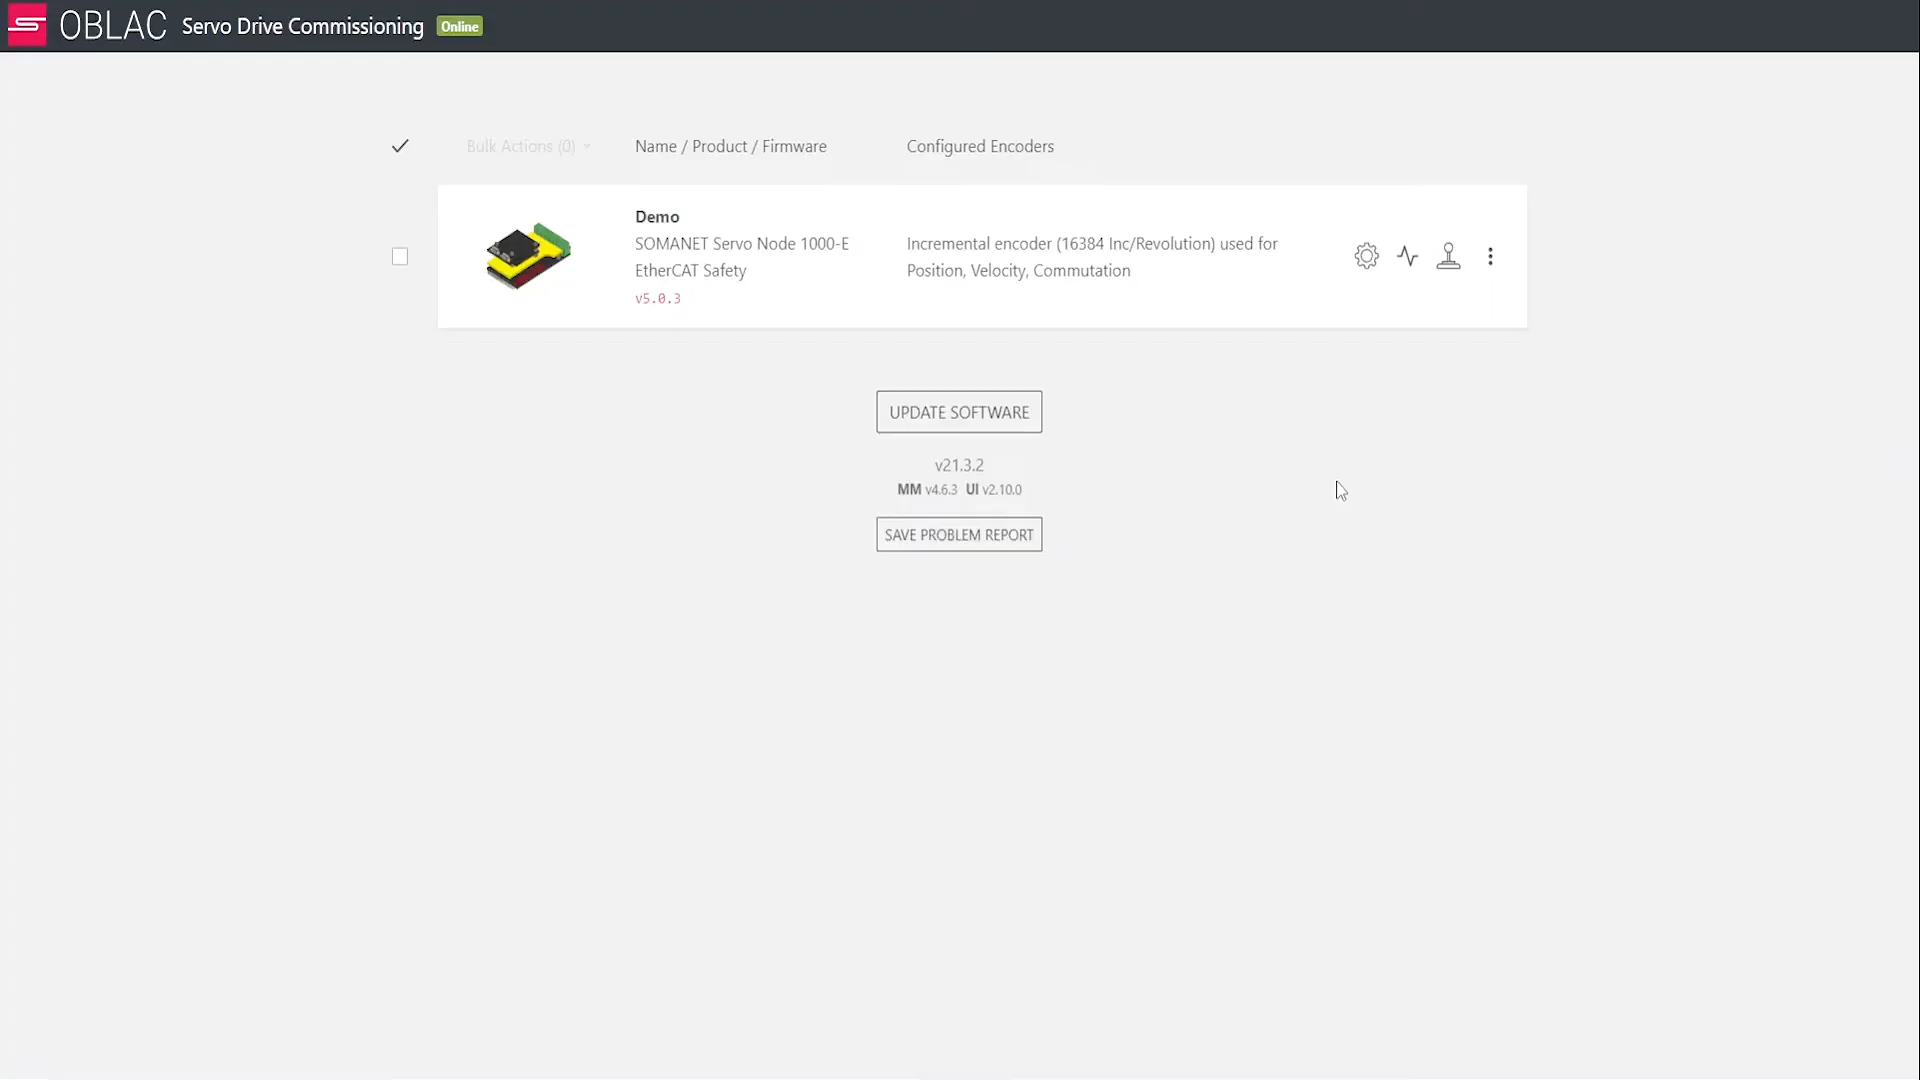 OBLAC Servo Drive Commissioning Online
Bulk Actions (0) Name / Product / Firmware Configured Encoders
Demo
SOMANET Servo Node 1000-E
EtherCAT Safety
v5.0.3
Incremental encoder (16384 Inc/Revolution) used for
Position, Velocity, Commutation
UPDATE SOFTWARE
v21.3.2
MM v4.6.3 UI v2.10.0
SAVE PROBLEM REPORT